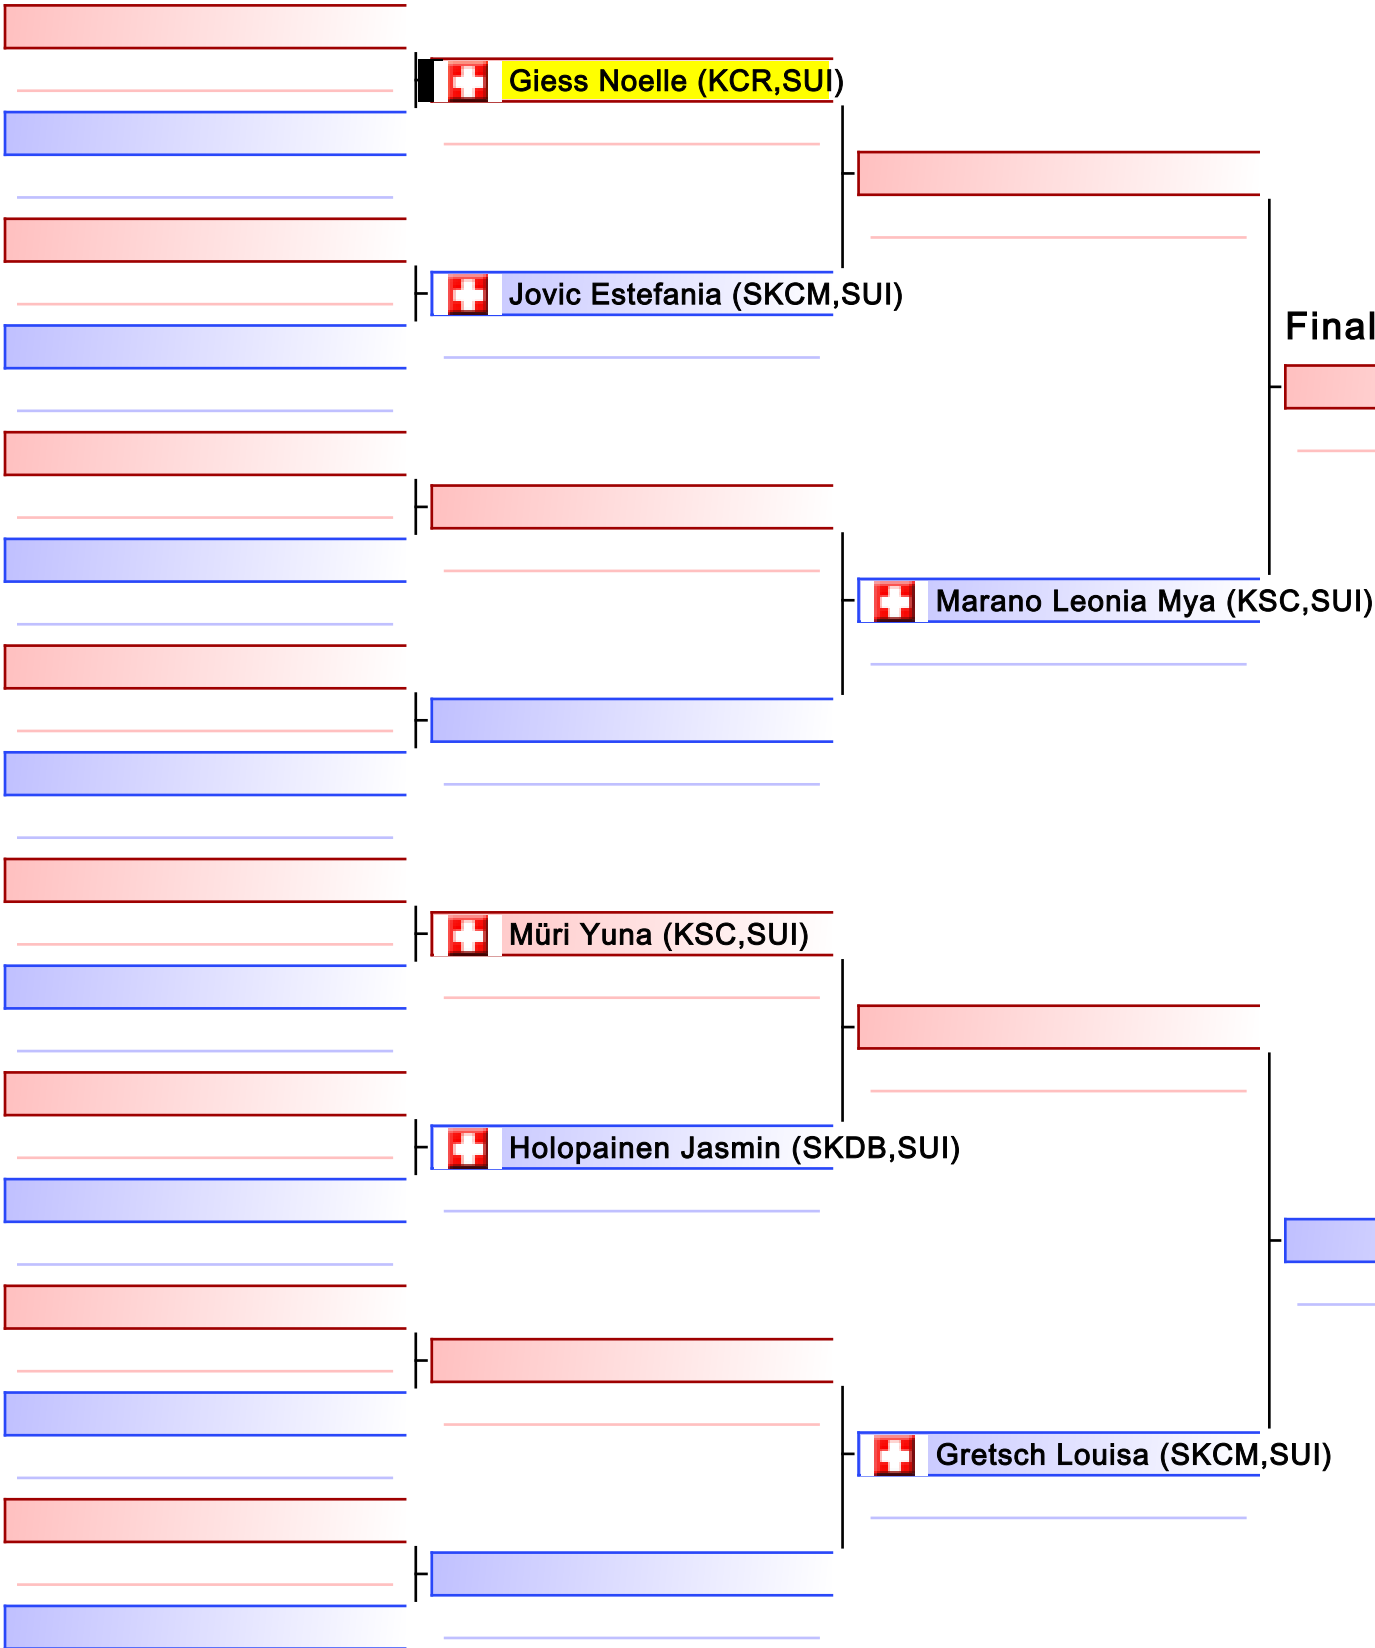 Giess Noelle (KCR,SUI)
Jovic Estefania (SKCM,SUI)
Final
Marano Leonia Mya (KSC,SUI)
Müri Yuna (KSC,SUI)
Holopainen Jasmin (SKDB,SUI)
Gretsch Louisa (SKCM,SUI)